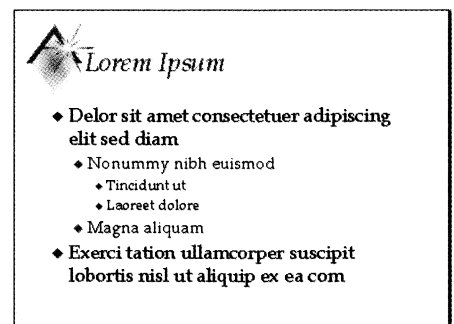 Lorem Ipsum
◆ Delor sit amet consectetuer adipiscing
elit sed diam
◆ Nonummy nibh euismod
◆ Tincidunt ut
◆ Laoreet dolore
◆ Magna aliquam
◆ Exerci tation ullamcorper suscipit
lobortis nisl ut aliquip ex ea com